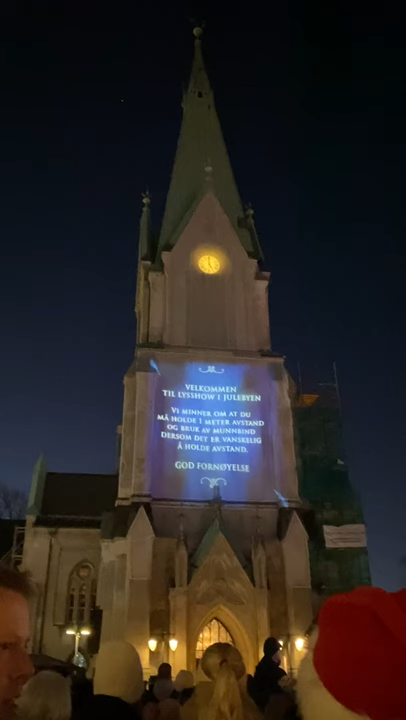 VELKOMMEN
TIL LYSSHOW I JULEBYEN
VI MINNER OM AT DU
MÅ HOLDE 1 METER AVSTAND
OG BRUK AV MUNNBIND
DERSOM DET ER VANSKELIG
Å HOLDE AVSTAND.
GOD FORNØYELSE